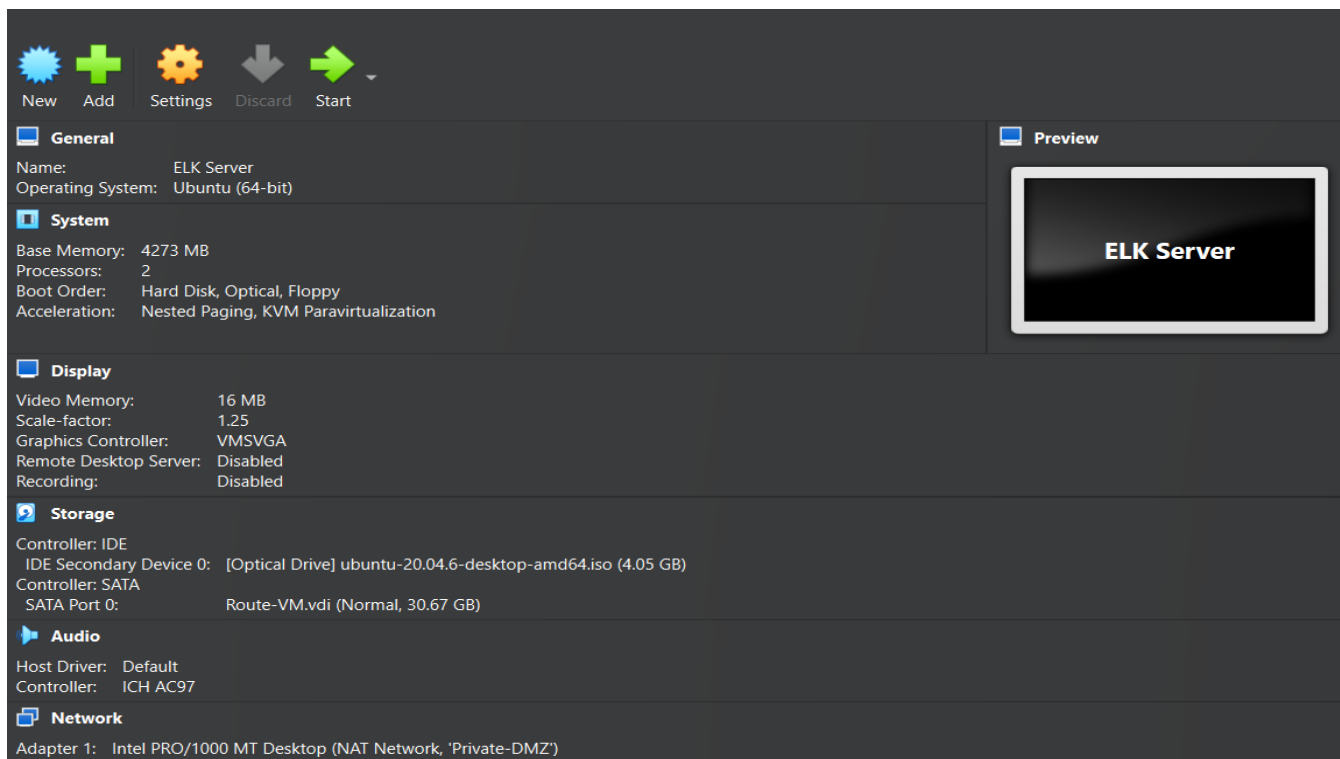 New Add Settings Discard Start
General
Name: ELK Server
Operating System: Ubuntu (64-bit)
System
Base Memory: 4273 MB
Processors: 2
Boot Order: Hard Disk, Optical, Floppy
Acceleration: Nested Paging, KVM Paravirtualization
Preview
ELK Server
Display
Video Memory: 16 MB
Scale-factor: 1.25
Graphics Controller: VMSVGA
Remote Desktop Server: Disabled
Recording: Disabled
Storage
Controller: IDE
IDE Secondary Device 0: [Optical Drive] ubuntu-20.04.6-desktop-amd64.iso (4.05 GB)
Controller: SATA
SATA Port 0: Route-VM.vdi (Normal, 30.67 GB)
Audio
Host Driver: Default
Controller: ICH AC97
Network
Adapter 1: Intel PRO/1000 MT Desktop (NAT Network, 'Private-DMZ')